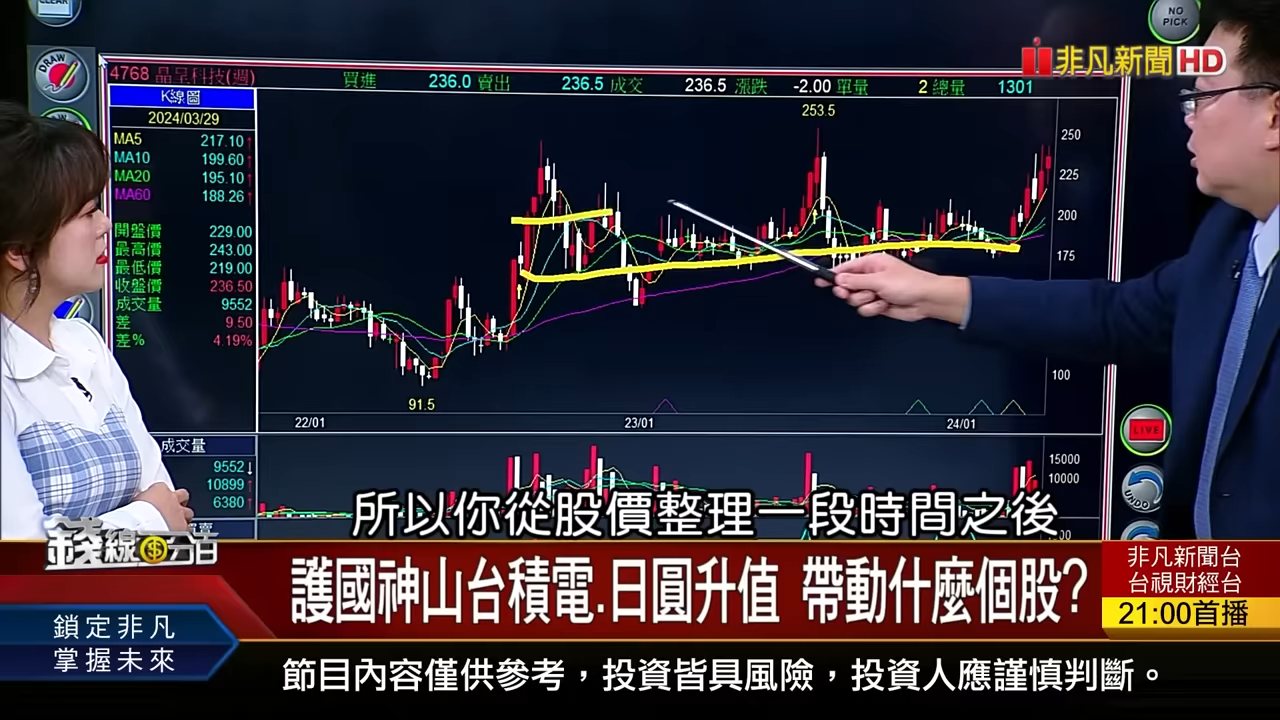 CLEAR
NO
PICK
DRAW
非凡新聞HD
4768 晶呈科技(週)
買進 236.0 賣出 236.5 成交 236.5 漲跌 -2.00 單量 2 總量 1301
K線圖
2024/03/29
MA5 217.10↑
MA10 199.60↑
MA20 195.10↑
MA60 188.26↑
開盤價 229.00
最高價 243.00
最低價 219.00
收盤價 236.50
成交量 9552
差 9.50
差% 4.19%
253.5
250
225
200
175
100
91.5
22/01
23/01
24/01
成交量
9552↓
10899↑
6380↑
15000
10000
LIVE
UNDO
所以你從股價整理一段時間之後
錢線百分百
護國神山台積電.日圓升值 帶動什麼個股?
非凡新聞台
台視財經台
21:00首播
鎖定非凡
掌握未來
節目內容僅供參考，投資皆具風險，投資人應謹慎判斷。